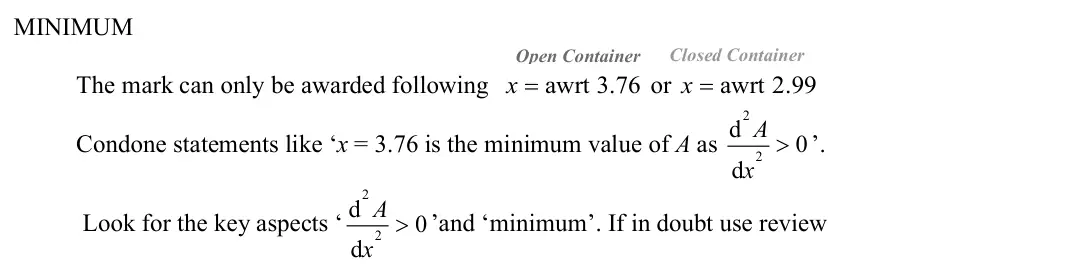 MINIMUM
Open Container Closed Container
The mark can only be awarded following x = awrt 3.76 or x = awrt 2.99
Condone statements like ‘x = 3.76 is the minimum value of A as d²A/dx² > 0’.
Look for the key aspects ‘d²A/dx² > 0’and ‘minimum’. If in doubt use review